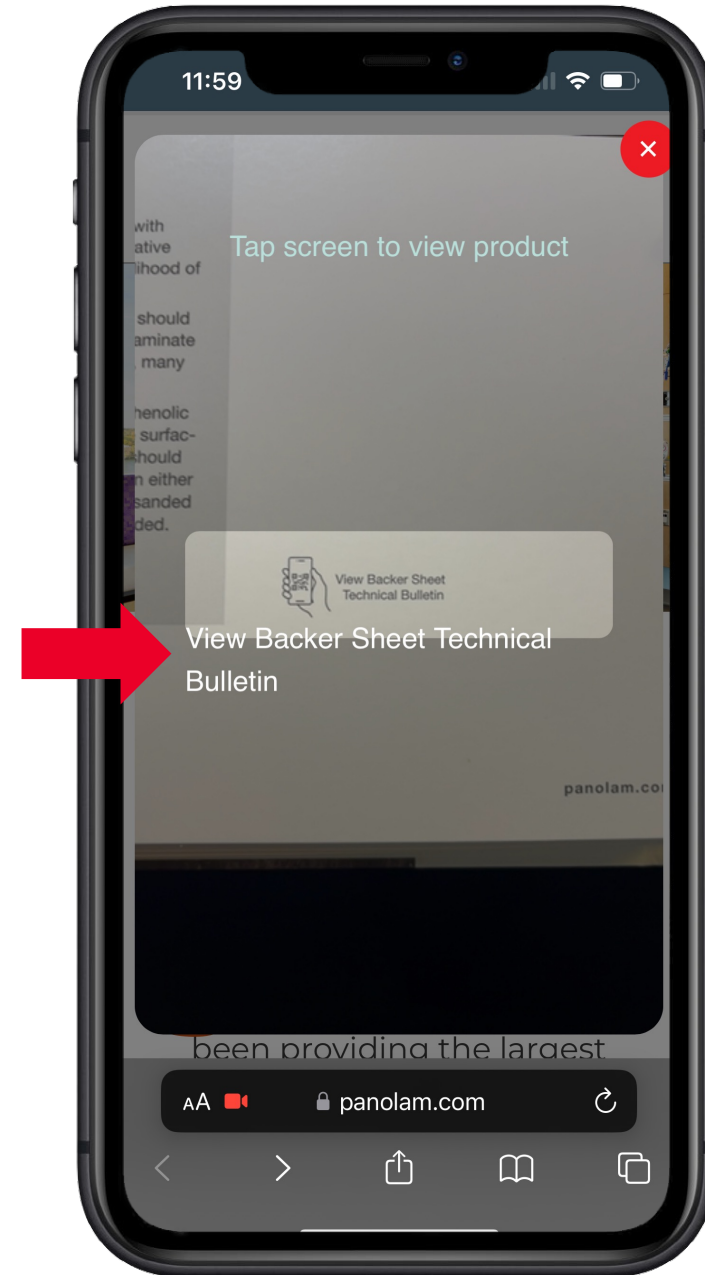 11:59
with
ative
ihood of
Tap screen to view product
should
aminate
many
henolic
surfac-
should
n either
sanded
ded.
View Backer Sheet
Technical Bulletin
View Backer Sheet Technical
Bulletin
panolam.co
been providing the largest
AA
panolam.com